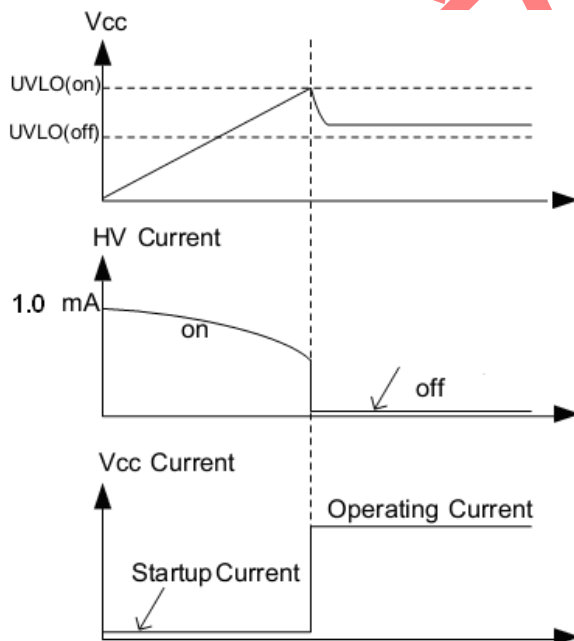 Vcc
UVLO(on)
UVLO(off)
HV Current
1.0 mA
on
off
Vcc Current
Operating Current
Startup Current